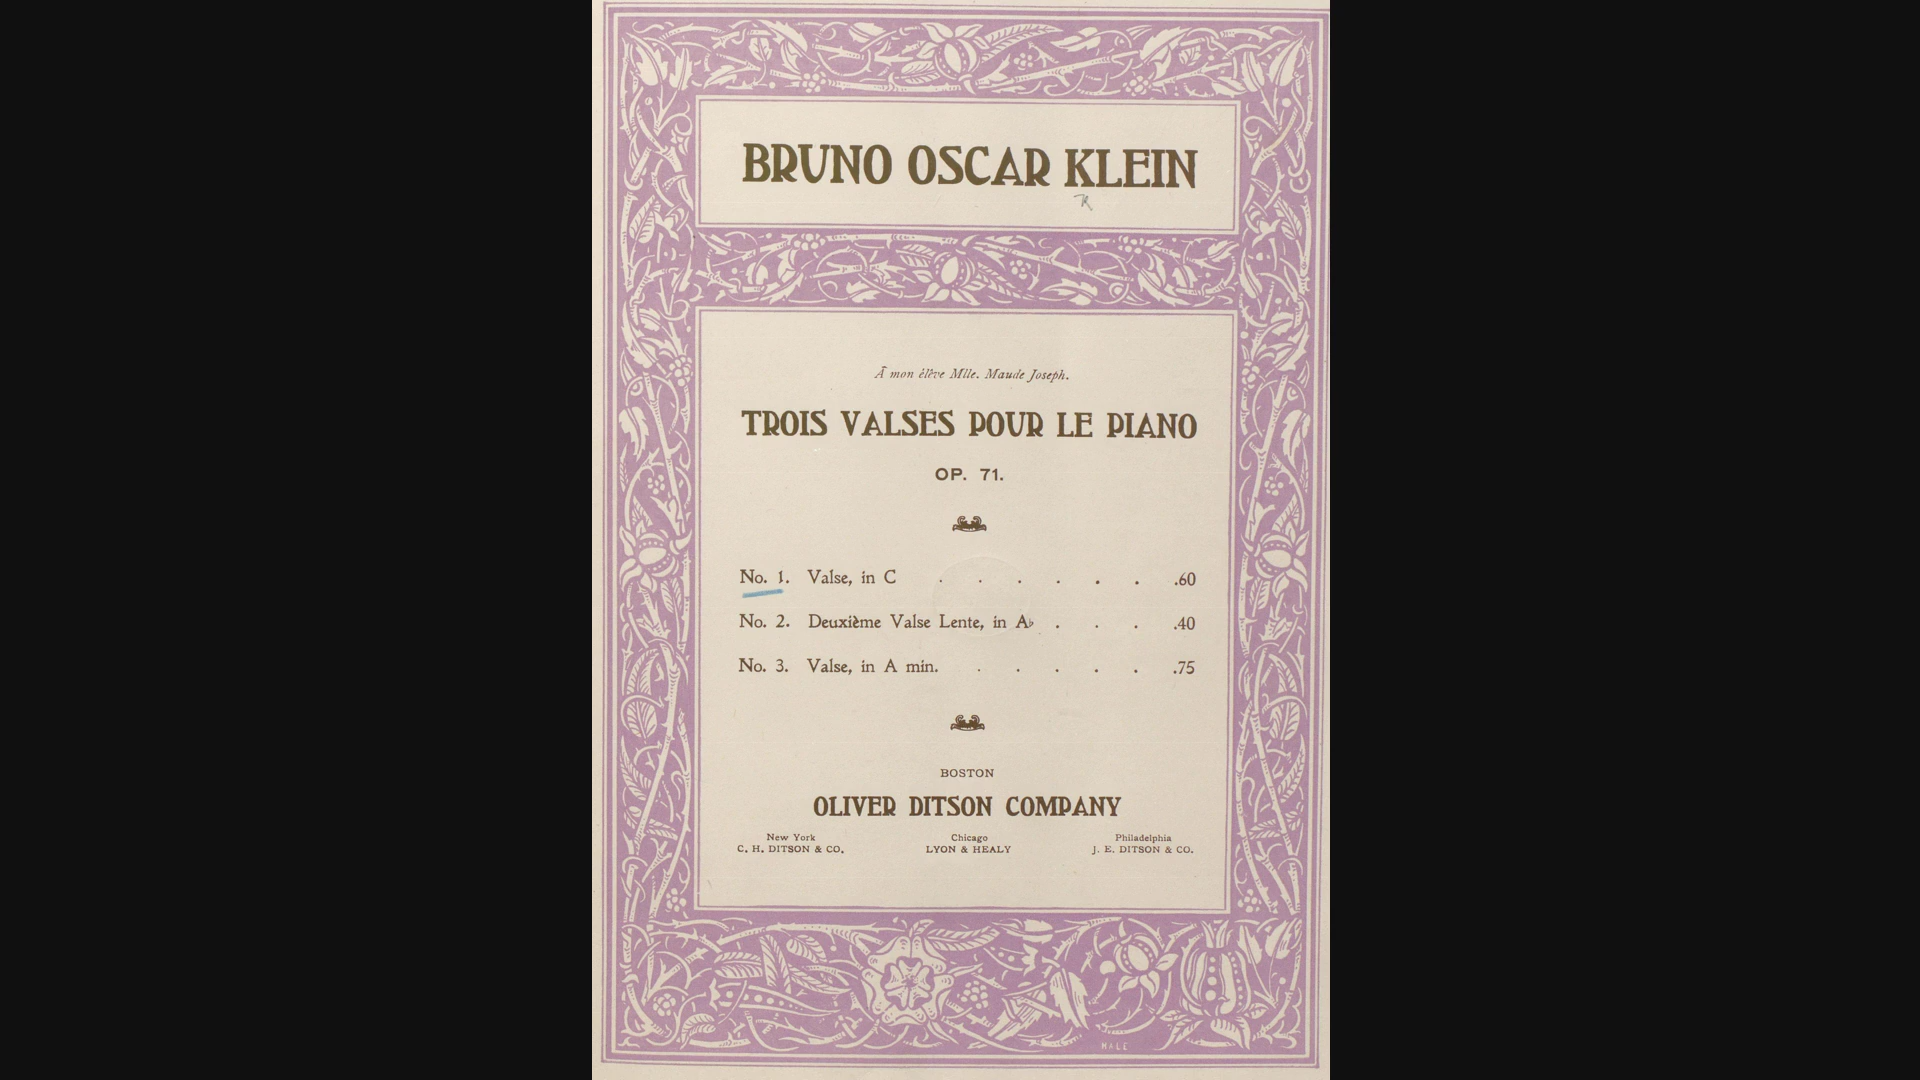 BRUNO OSCAR KLEIN
À mon élève Mlle. Maude Joseph.
TROIS VALSES POUR LE PIANO
OP. 71.
No. 1. Valse, in C . . . . . . .60
No. 2. Deuxième Valse Lente, in A♭ . . . .40
No. 3. Valse, in A min. . . . . . .75
BOSTON
OLIVER DITSON COMPANY
New York Chicago Philadelphia
C. H. DITSON & CO. LYON & HEALY J. E. DITSON & CO.
HALE